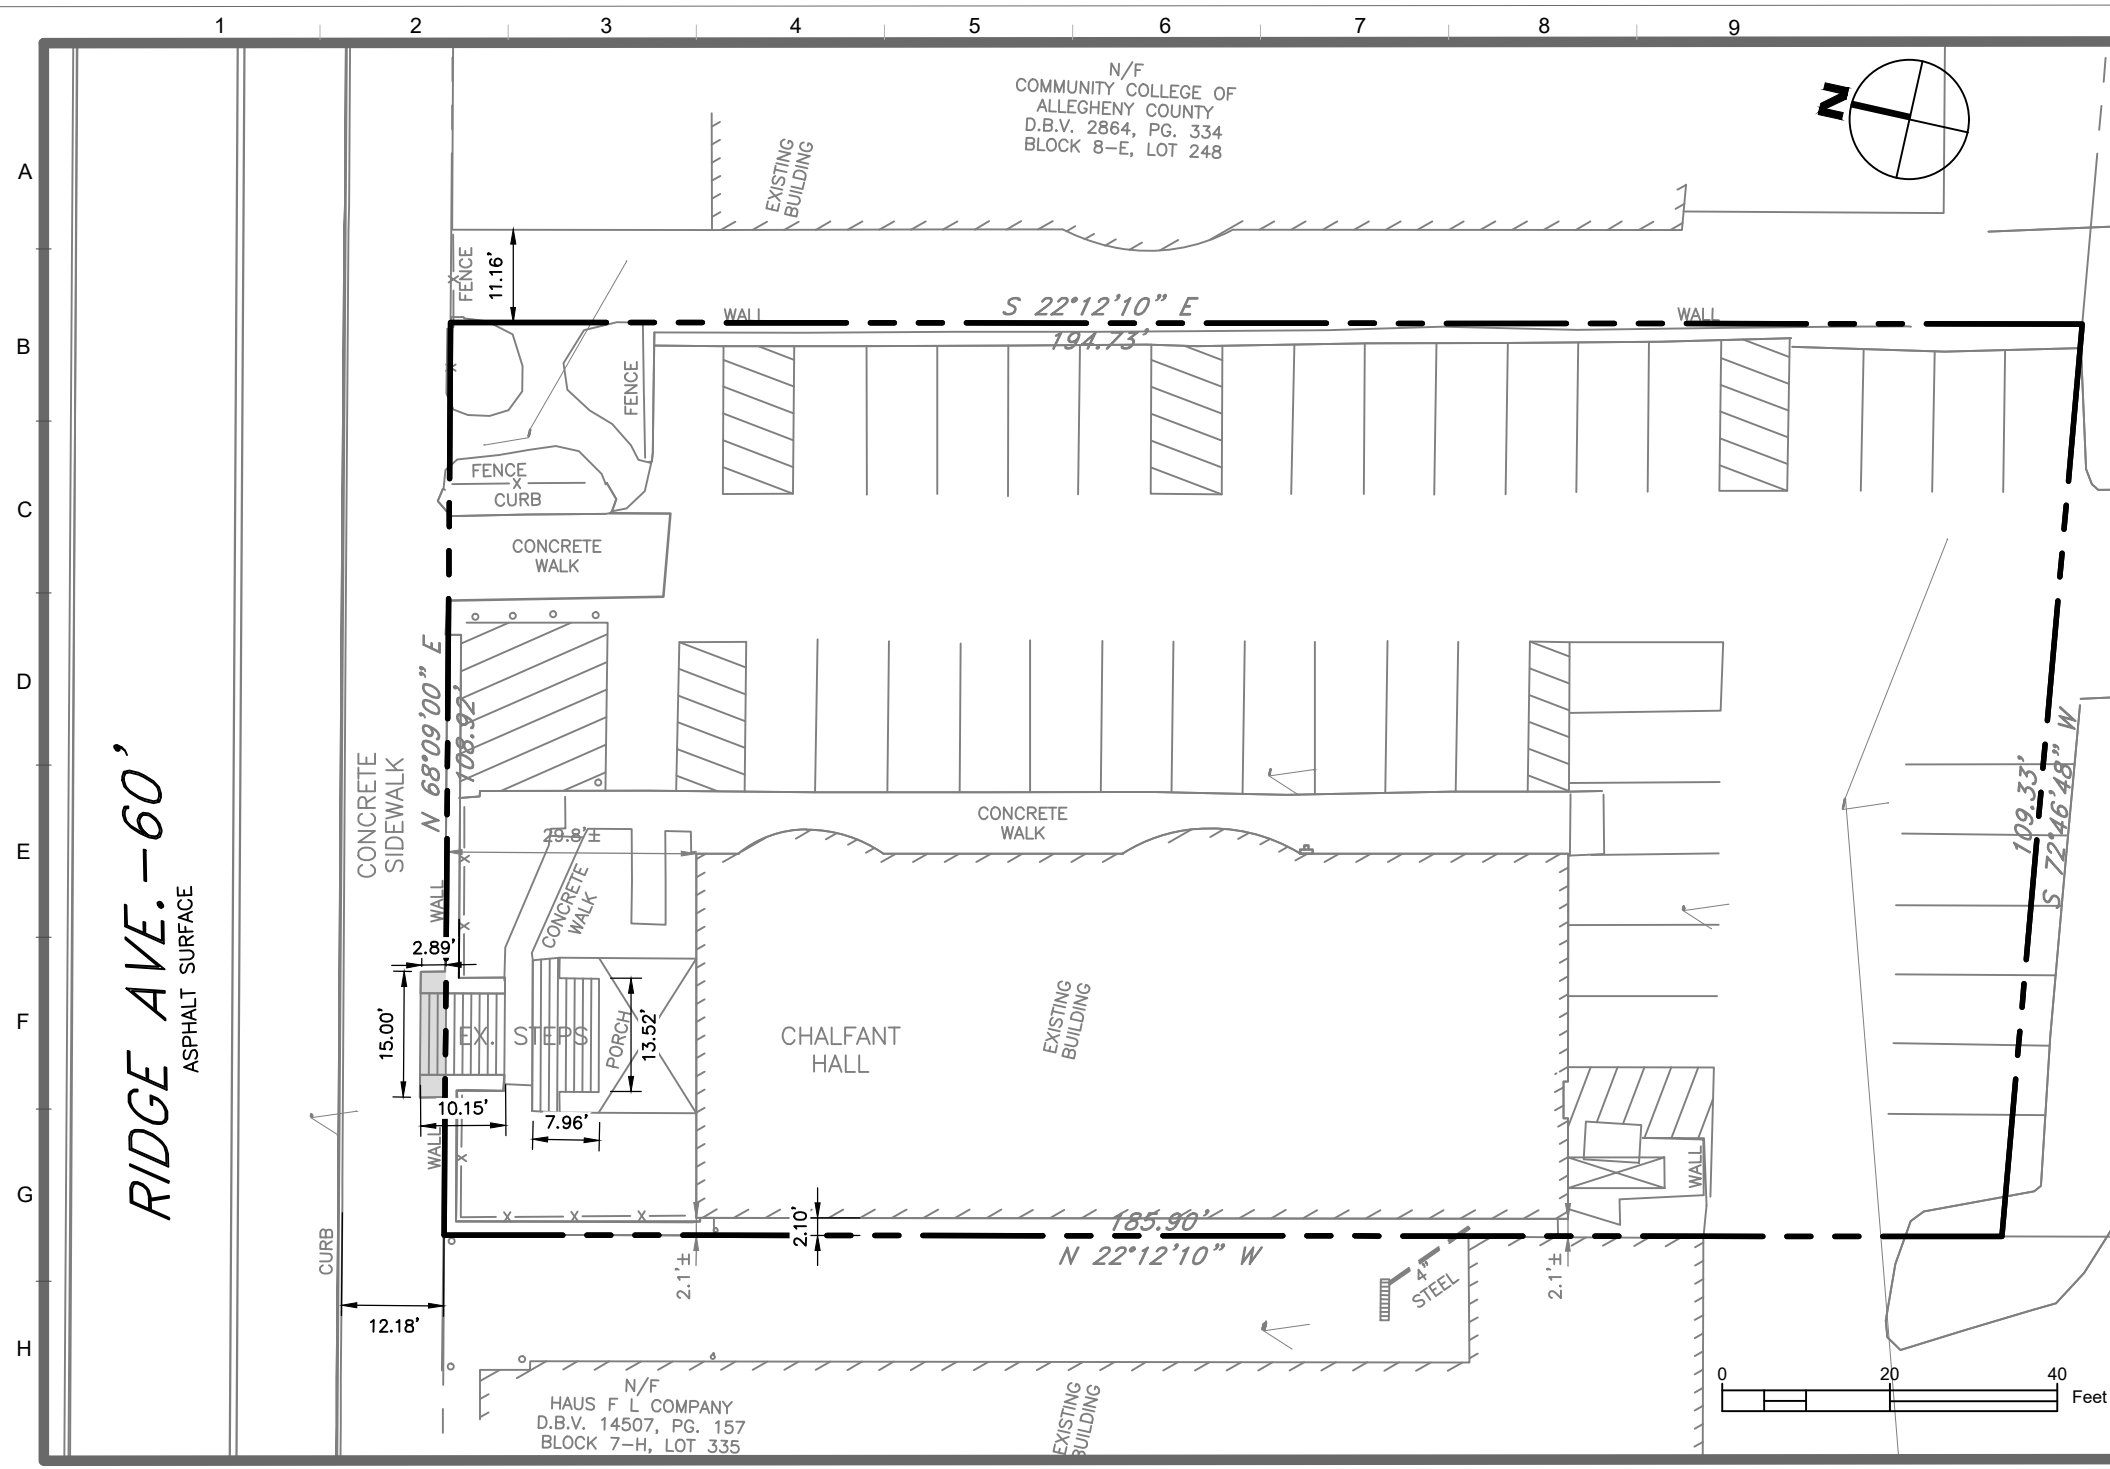 1 2 3 4 5 6 7 8 9
A
B
C
D
E
F
G
H
N/F
COMMUNITY COLLEGE OF
ALLEGHENY COUNTY
D.B.V. 2864, PG. 334
BLOCK 8-E, LOT 248
N
EXISTING
BUILDING
FENCE
11.16'
WALL
S 22°12'10" E
194.73'
WALL
FENCE
FENCE
X
CURB
CONCRETE
WALK
N 68°09'00" E
108.92'
CONCRETE
SIDEWALK
RIDGE AVE.-60'
ASPHALT SURFACE
CONCRETE
WALK
29.8'±
CONCRETE
WALK
WALL
2.89'
15.00'
EX. STEPS
PORCH
13.52'
10.15'
7.96'
CHALFANT
HALL
EXISTING
BUILDING
109.33'
S 72°46'48" W
WALL
WALL
X
X X X
2.10'
185.90'
N 22°12'10" W
2.1'±
2.1'±
4"
STEEL
CURB
12.18'
N/F
HAUS F L COMPANY
D.B.V. 14507, PG. 157
BLOCK 7-H, LOT 335
EXISTING
BUILDING
0 20 40
Feet